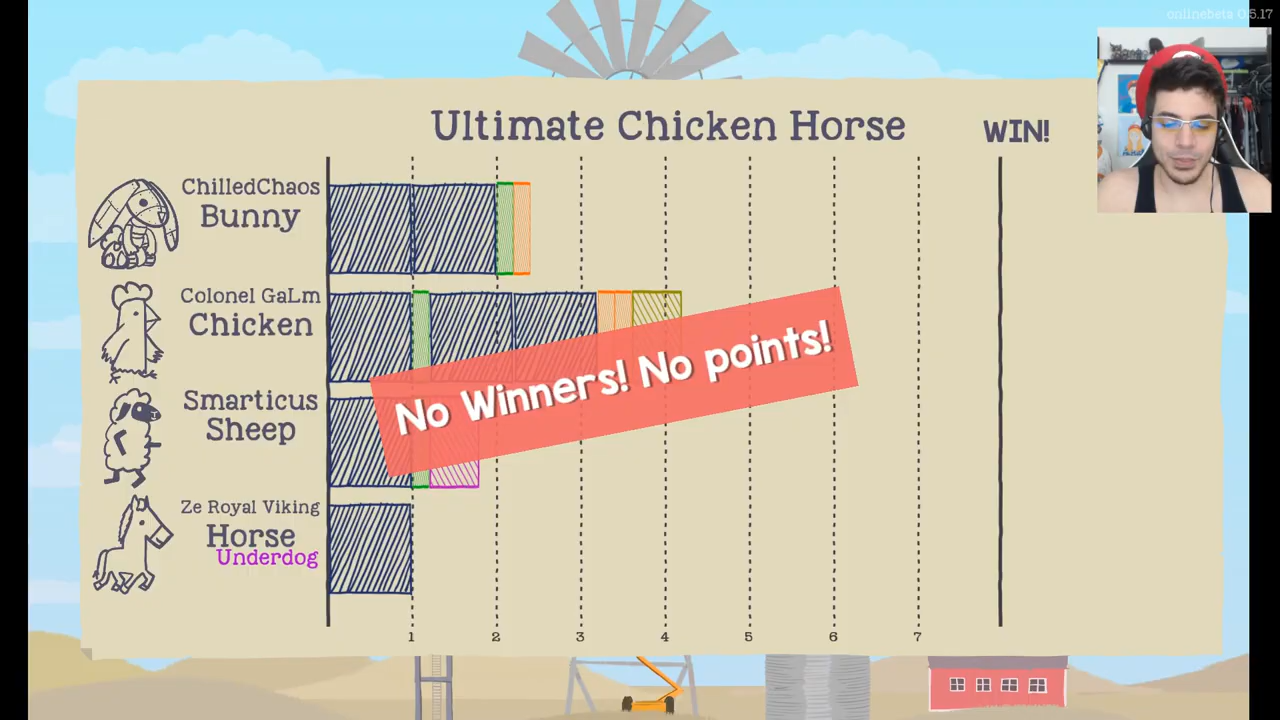 onlinebeta 0.5.17
Ultimate Chicken Horse
WIN!
ChilledChaos
Bunny
Colonel GaLm
Chicken
No Winners! No points!
Smarticus
Sheep
Ze Royal Viking
Horse
Underdog
1 2 3 4 5 6 7